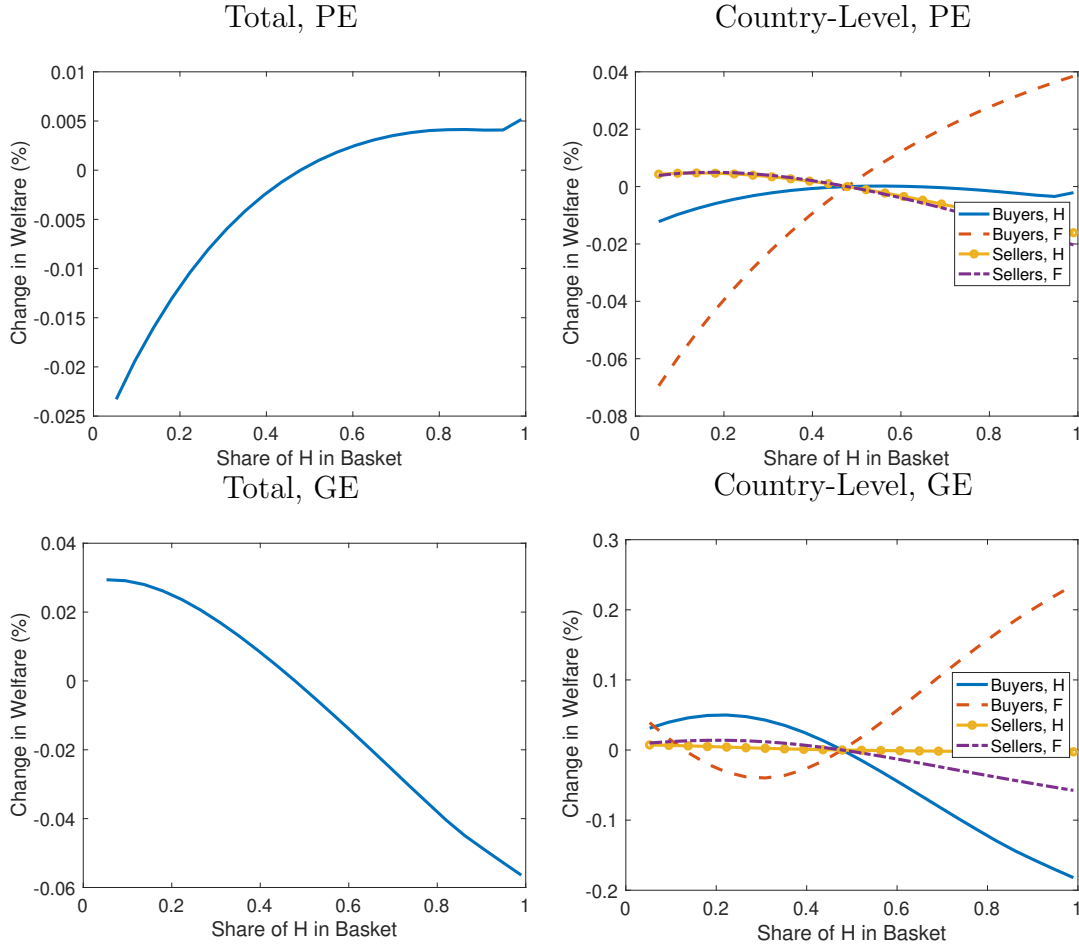 Total, PE
Change in Welfare (%)
0.01
0.005
0
-0.005
-0.01
-0.015
-0.02
-0.025
0 0.2 0.4 0.6 0.8 1
Share of H in Basket
Country-Level, PE
Change in Welfare (%)
0.04
0.02
0
-0.02
-0.04
-0.06
-0.08
Buyers, H
Buyers, F
Sellers, H
Sellers, F
0 0.2 0.4 0.6 0.8 1
Share of H in Basket
Total, GE
Change in Welfare (%)
0.04
0.02
0
-0.02
-0.04
-0.06
0 0.2 0.4 0.6 0.8 1
Share of H in Basket
Country-Level, GE
Change in Welfare (%)
0.3
0.2
0.1
0
-0.1
-0.2
Buyers, H
Buyers, F
Sellers, H
Sellers, F
0 0.2 0.4 0.6 0.8 1
Share of H in Basket